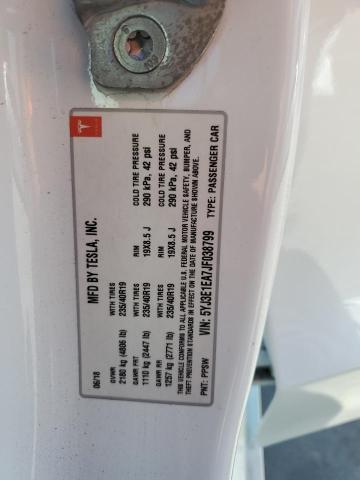 MFD BY TESLA, INC.
06/18
GVWR
2180 kg (4806 lb)
GAWR FRT WITH TIRES RIM COLD TIRE PRESSURE
1110 kg (2447 lb) 235/40R19 19X8.5 J 290 kPa, 42 psi
GAWR RR WITH TIRES RIM COLD TIRE PRESSURE
1257 kg (2771 lb) 235/40R19 19X8.5 J 290 kPa, 42 psi
THIS VEHICLE CONFORMS TO ALL APPLICABLE U.S. FEDERAL MOTOR VEHICLE SAFETY, BUMPER, AND
THEFT PREVENTION STANDARDS IN EFFECT ON THE DATE OF MANUFACTURE SHOWN ABOVE.
VIN: 5YJ3E1EA7JF038799
PNT: PPSW TYPE: PASSENGER CAR